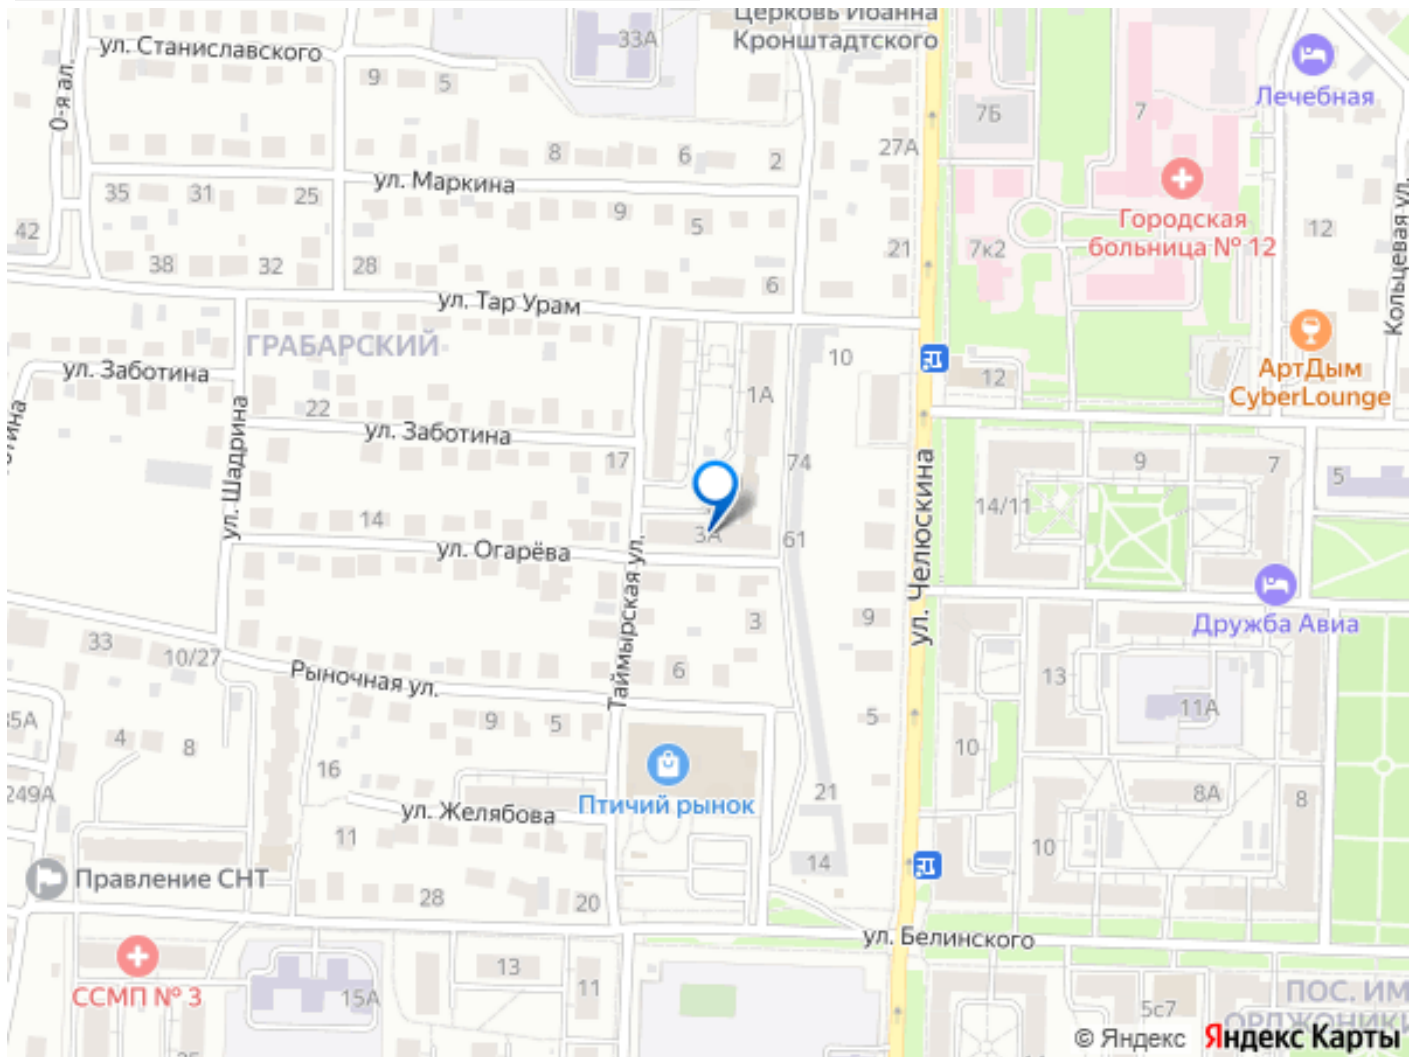 Церковь Иоанна
Кронштадтского
ул. Станиславского
33А
9
5
0-я ал.
7Б
7
Лечебная
27А
ул. Маркина
8
6
2
35
31
25
9
5
42
38
32
28
6
21
7к2
Городская
больница № 12
12
Кольцевая ул.
ул. Тар Урам
ГРАБАРСКИЙ
ул. Заботина
10
12
АртДым
CyberLounge
1А
22
ул. Заботина
17
74
9
7
5
ул. Шадрина
14
ул. Огарёва
3А
61
14/11
ул. Челюскина
Таймырская ул.
Дружба Авиа
3
9
33
10/27
Рыночная ул.
6
13
11А
35А
4
8
9
5
5
10
16
Птичий рынок
21
8А
8
249А
ул. Желябова
11
14
10
Правление СНТ
28
20
ул. Белинского
ССМП № 3
15А
13
11
5с7
ПОС. ИМ
ОРДЖОНИКИ
© Яндекс Яндекс Карты